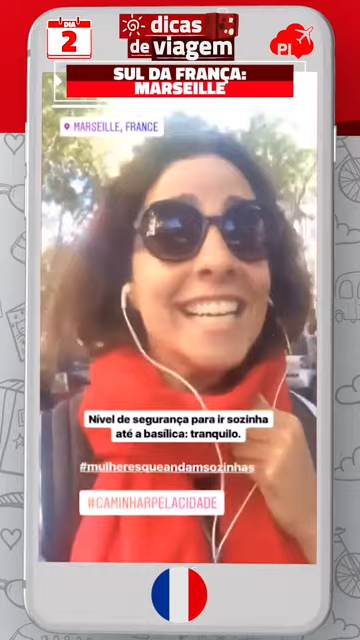 DIA
2
dicas
de viagem
PI
SUL DA FRANÇA:
MARSEILLE
MARSEILLE, FRANCE
Nível de segurança para ir sozinha
até a basílica: tranquilo.
#mulheresqueandamsozinhas
#CAMINHARPELACIDADE